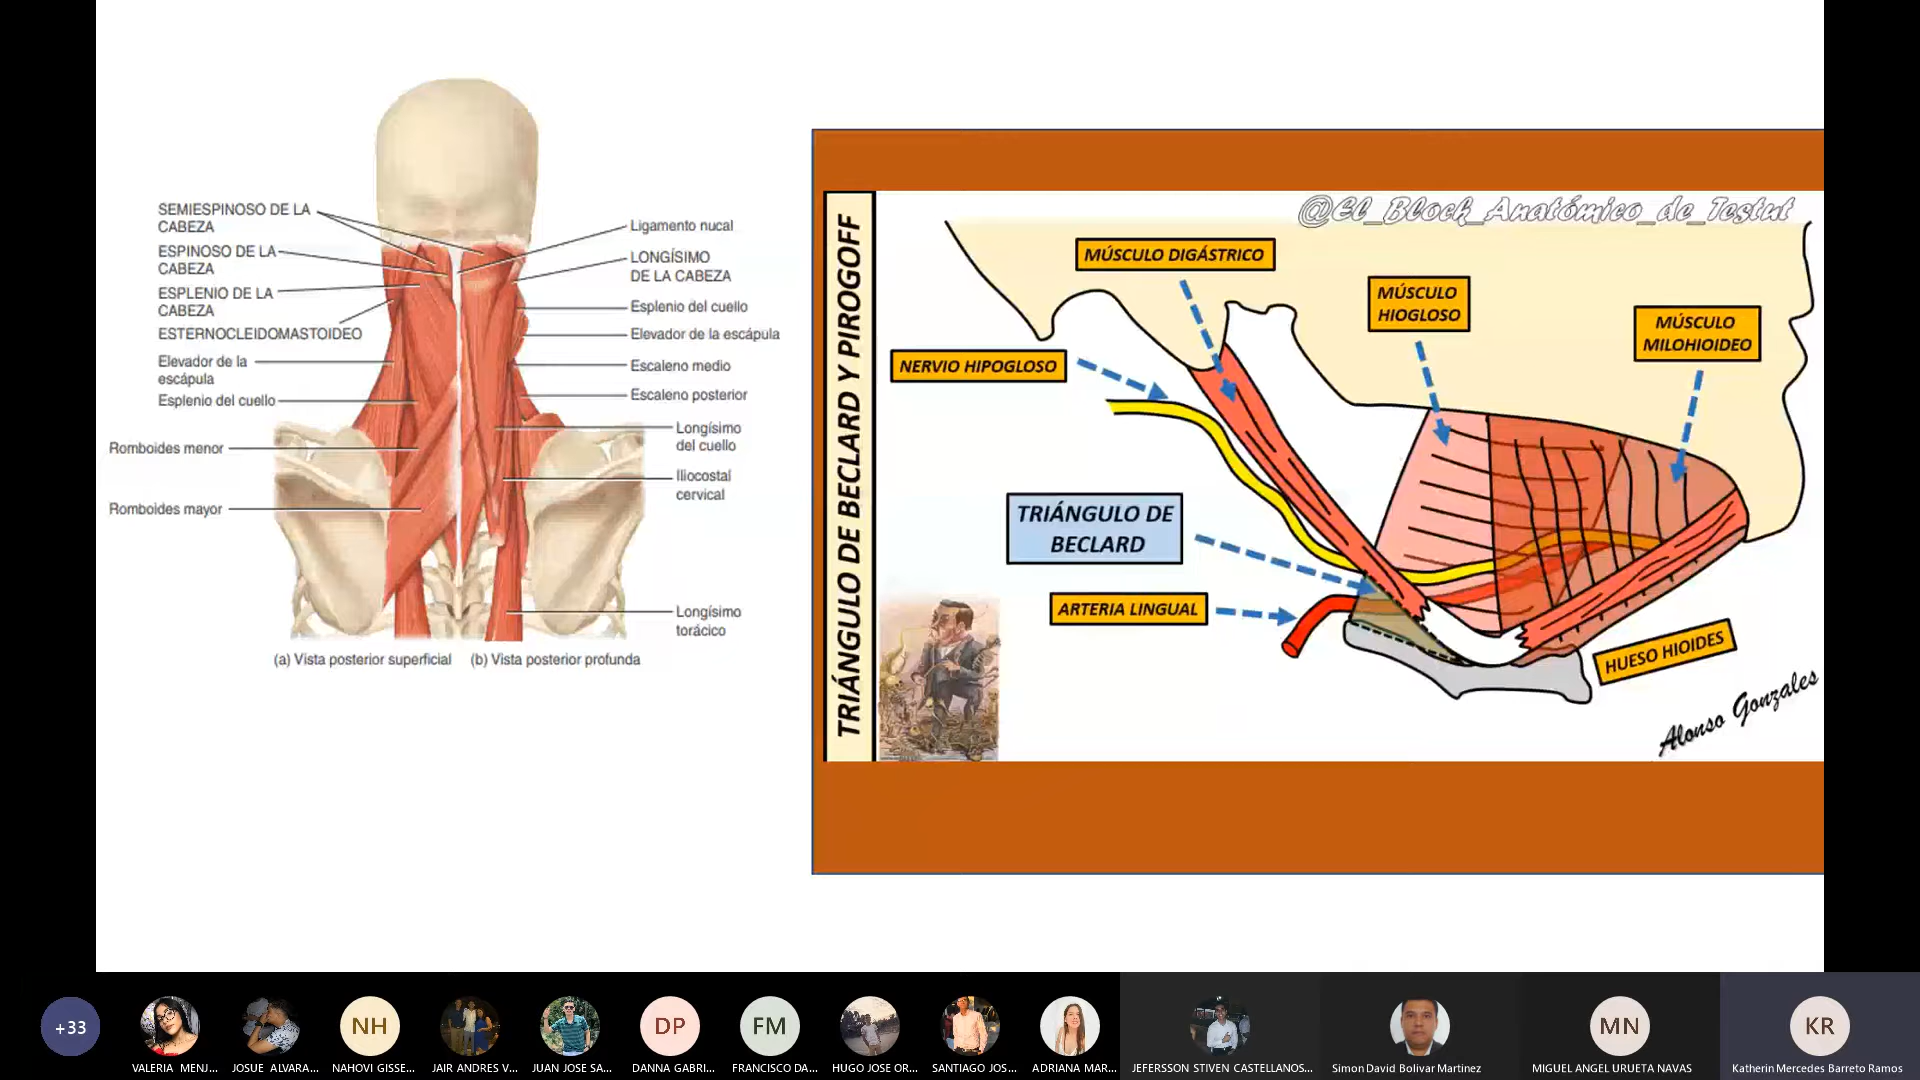 SEMIESPINOSO DE LA
CABEZA
ESPINOSO DE LA
CABEZA
ESPLENIO DE LA
CABEZA
ESTERNOCLEIDOMASTOIDEO
Elevador de la
escápula
Esplenio del cuello
Romboides menor
Romboides mayor
Ligamento nucal
LONGÍSIMO
DE LA CABEZA
Esplenio del cuello
Elevador de la escápula
Escaleno medio
Escaleno posterior
Longísimo
del cuello
Iliocostal
cervical
Longísimo
torácico
(a) Vista posterior superficial
(b) Vista posterior profunda
TRIÁNGULO DE BECLARD Y PIROGOFF
@El_Block_Anatómico_de_Testut
MÚSCULO DIGÁSTRICO
MÚSCULO
HIOGLOSO
MÚSCULO
MILOHIOIDEO
NERVIO HIPOGLOSO
TRIÁNGULO DE
BECLARD
ARTERIA LINGUAL
HUESO HIOIDES
Alonso Gonzales
+33
NH
DP
FM
MN
KR
VALERIA MENJ...
JOSUE ALVARA...
NAHOVI GISSE...
JAIR ANDRES V...
JUAN JOSE SA...
DANNA GABRI...
FRANCISCO DA...
HUGO JOSE OR...
SANTIAGO JOS...
ADRIANA MAR...
JEFERSSON STIVEN CASTELLANOS...
Simon David Bolivar Martinez
MIGUEL ANGEL URUETA NAVAS
Katherin Mercedes Barreto Ramos